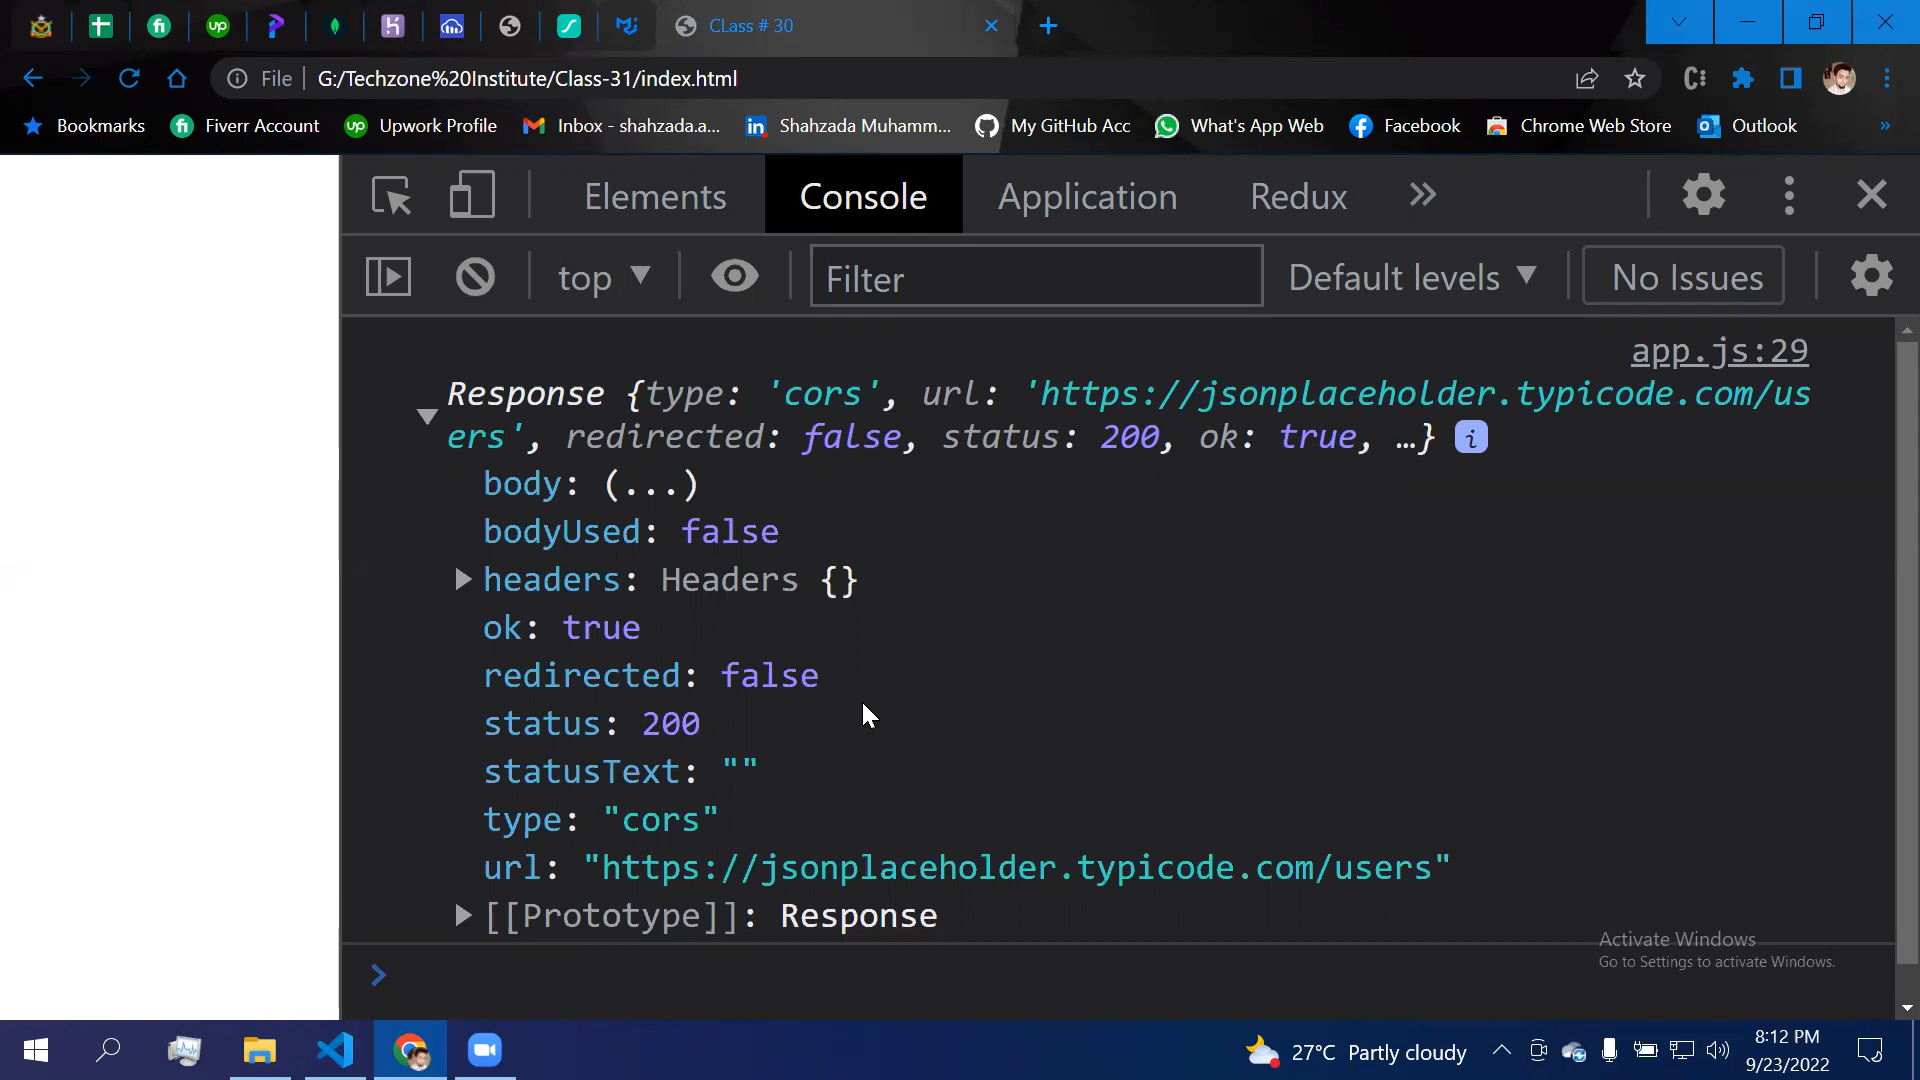 CLass # 30
File G:/Techzone%20Institute/Class-31/index.html
Bookmarks Fiverr Account Upwork Profile Inbox - shahzada.a... Shahzada Muhamm... My GitHub Acc What's App Web Facebook Chrome Web Store Outlook »
Elements Console Application Redux »
top Filter Default levels No Issues
app.js:29
Response {type: 'cors', url: 'https://jsonplaceholder.typicode.com/us
ers', redirected: false, status: 200, ok: true, …} i
body: (...)
bodyUsed: false
headers: Headers {}
ok: true
redirected: false
status: 200
statusText: ""
type: "cors"
url: "https://jsonplaceholder.typicode.com/users"
[[Prototype]]: Response
Activate Windows
Go to Settings to activate Windows.
27°C Partly cloudy
8:12 PM
9/23/2022